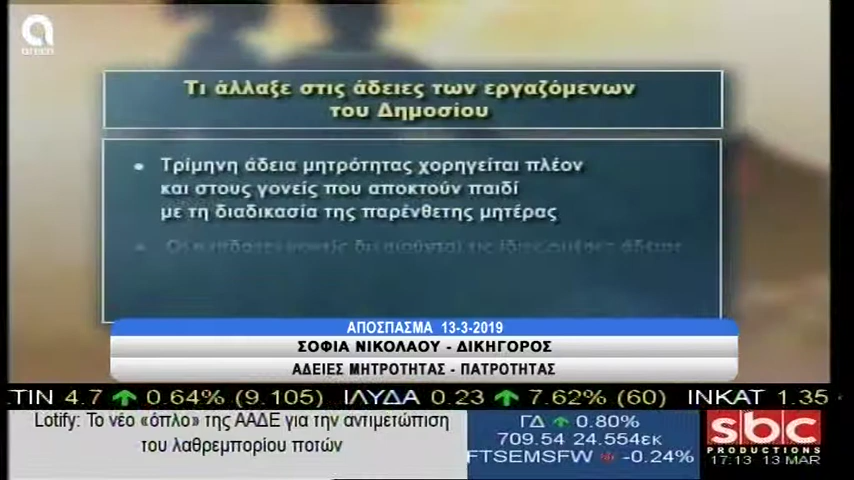 alpha
Τι άλλαξε στις άδειες των εργαζόμενων
του Δημοσίου
• Τρίμηνη άδεια μητρότητας χορηγείται πλέον
και στους γονείς που αποκτούν παιδί
με τη διαδικασία της παρένθετης μητέρας
ΑΠΟΣΠΑΣΜΑ 13-3-2019
ΣΟΦΙΑ ΝΙΚΟΛΑΟΥ - ΔΙΚΗΓΟΡΟΣ
ΑΔΕΙΕΣ ΜΗΤΡΟΤΗΤΑΣ - ΠΑΤΡΟΤΗΤΑΣ
ΤΙΝ 4.7 0.64% (9.105) ΙΛΥΔΑ 0.23 7.62% (60) ΙΝΚΑΤ 1.35
Lotify: Το νέο «όπλο» της ΑΑΔΕ για την αντιμετώπιση
του λαθρεμπορίου ποτών
ΓΔ 0.80%
709.54 24.554εκ
FTSEMSFW -0.24%
sbc
PRODUCTIONS
17:13 13 MAR